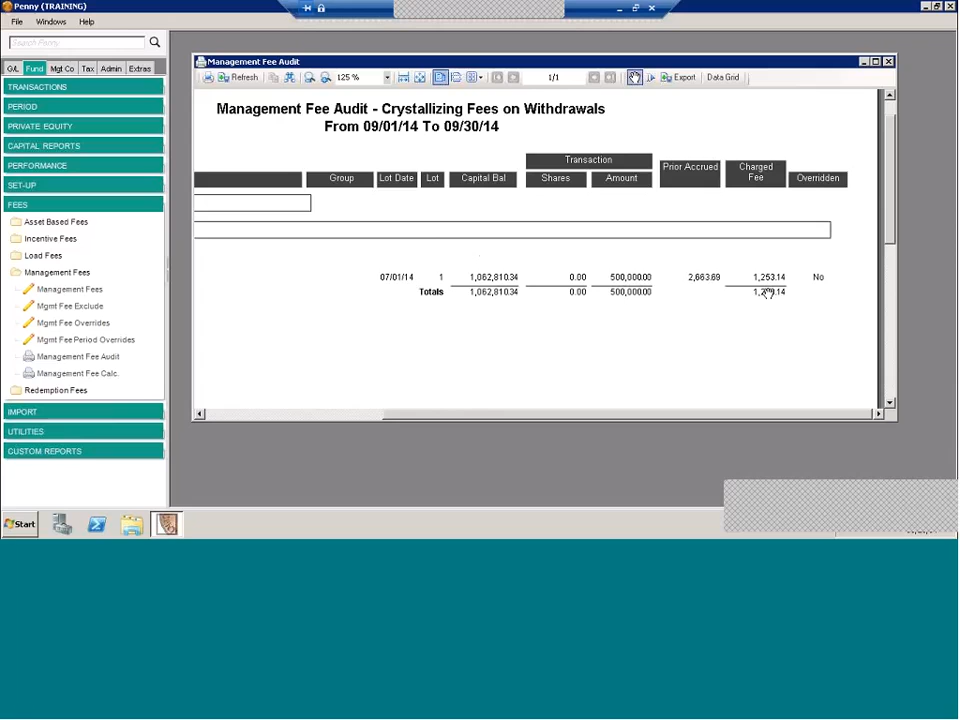 Penny (TRAINING)
File Windows Help
Search Penny
G/L Fund Mgt Co Tax Admin Extras
TRANSACTIONS
PERIOD
PRIVATE EQUITY
CAPITAL REPORTS
PERFORMANCE
SET-UP
FEES
Asset Based Fees
Incentive Fees
Load Fees
Management Fees
Management Fees
Mgmt Fee Exclude
Mgmt Fee Overrides
Mgmt Fee Period Overrides
Management Fee Audit
Management Fee Calc.
Redemption Fees
IMPORT
UTILITIES
CUSTOM REPORTS
Management Fee Audit
Refresh 125 % 1/1 Export Data Grid
Management Fee Audit - Crystallizing Fees on Withdrawals
From 09/01/14 To 09/30/14
Transaction
Group Lot Date Lot Capital Bal Shares Amount Prior Accrued Charged Fee Overridden
07/01/14 1 1,062,810.34 0.00 500,000.00 2,663.69 1,253.14 No
Totals 1,062,810.34 0.00 500,000.00
Start